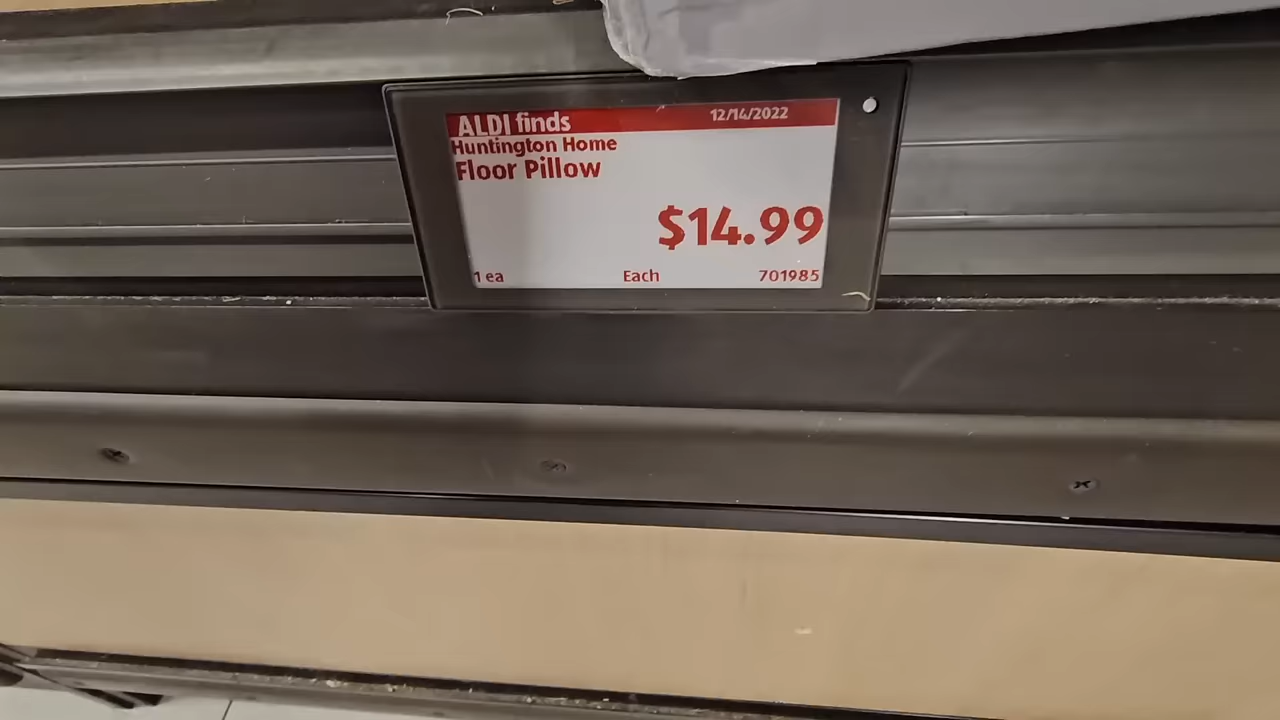 ALDI finds 12/14/2022
Huntington Home
Floor Pillow
$14.99
1 ea Each 701985